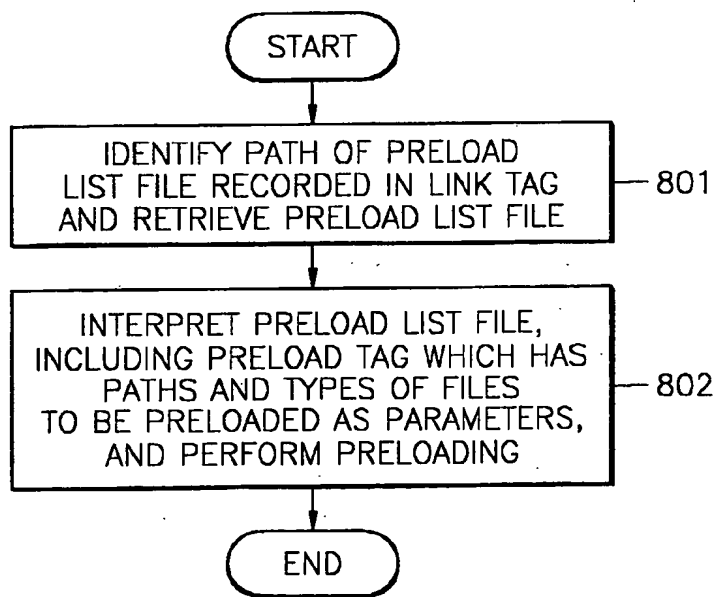 START
IDENTIFY PATH OF PRELOAD
LIST FILE RECORDED IN LINK TAG
AND RETRIEVE PRELOAD LIST FILE
801
INTERPRET PRELOAD LIST FILE,
INCLUDING PRELOAD TAG WHICH HAS
PATHS AND TYPES OF FILES
TO BE PRELOADED AS PARAMETERS,
AND PERFORM PRELOADING
802
END